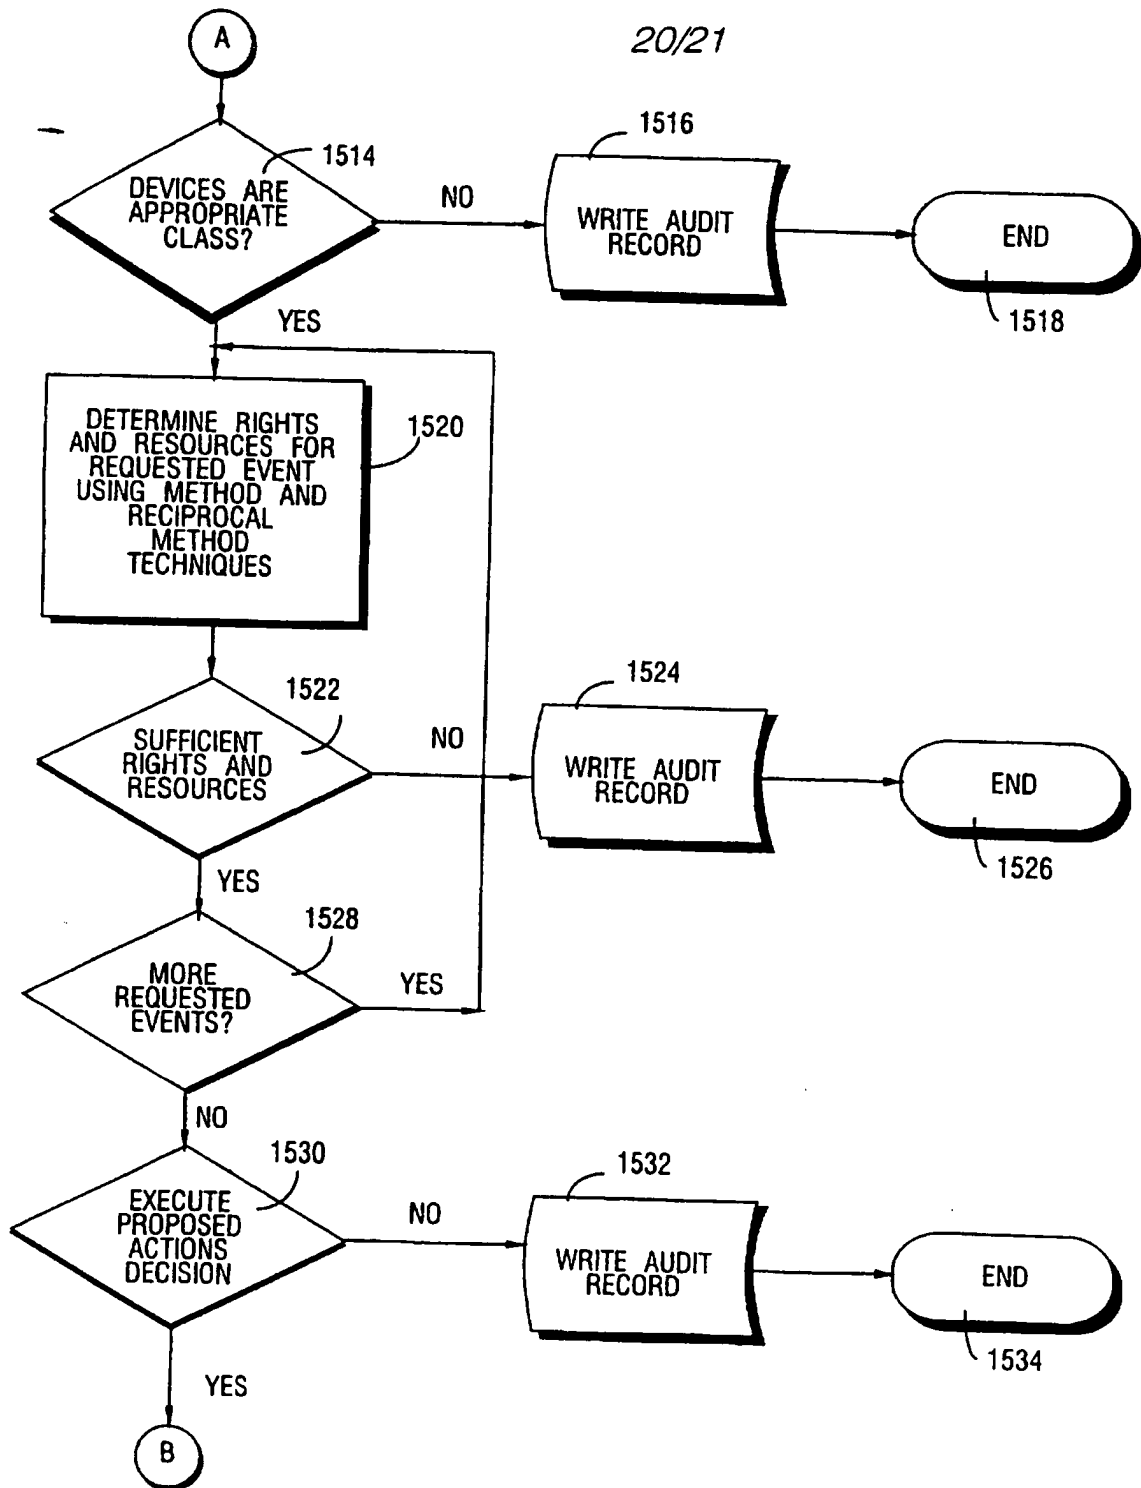 A
20/21
1514
DEVICES ARE
APPROPRIATE
CLASS?
NO
1516
WRITE AUDIT
RECORD
END
1518
YES
DETERMINE RIGHTS
AND RESOURCES FOR
REQUESTED EVENT
USING METHOD AND
RECIPROCAL
METHOD
TECHNIQUES
1520
1522
SUFFICIENT
RIGHTS AND
RESOURCES
NO
1524
WRITE AUDIT
RECORD
END
1526
YES
1528
MORE
REQUESTED
EVENTS?
YES
NO
1530
EXECUTE
PROPOSED
ACTIONS
DECISION
NO
1532
WRITE AUDIT
RECORD
END
1534
YES
B